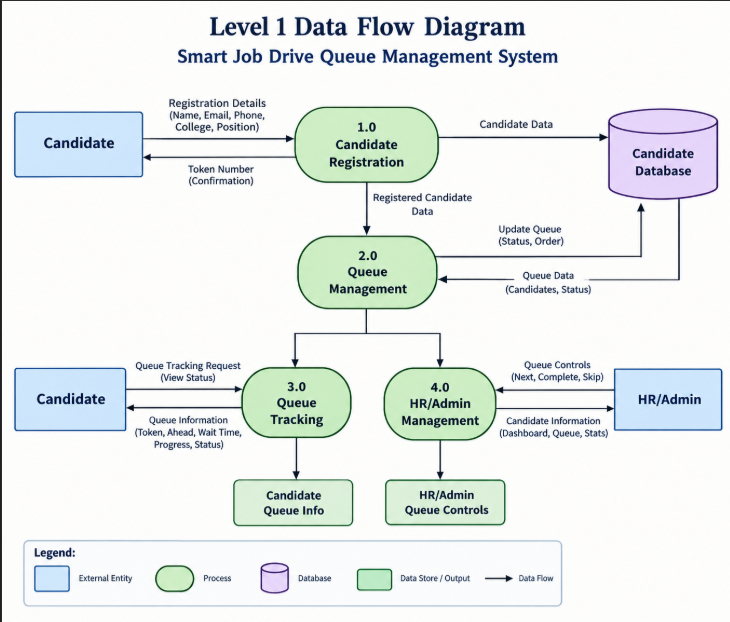 Level 1 Data Flow Diagram
Smart Job Drive Queue Management System
Registration Details
(Name, Email, Phone,
College, Position)
Candidate
Token Number
(Confirmation)
1.0
Candidate
Registration
Candidate Data
Candidate
Database
Registered Candidate
Data
Update Queue
(Status, Order)
2.0
Queue
Management
Queue Data
(Candidates, Status)
Queue Tracking Request
(View Status)
Candidate
Queue Information
(Token, Ahead, Wait Time,
Progress, Status)
3.0
Queue
Tracking
4.0
HR/Admin
Management
Queue Controls
(Next, Complete, Skip)
HR/Admin
Candidate Information
(Dashboard, Queue, Stats)
Candidate
Queue Info
HR/Admin
Queue Controls
Legend:
External Entity
Process
Database
Data Store / Output
Data Flow